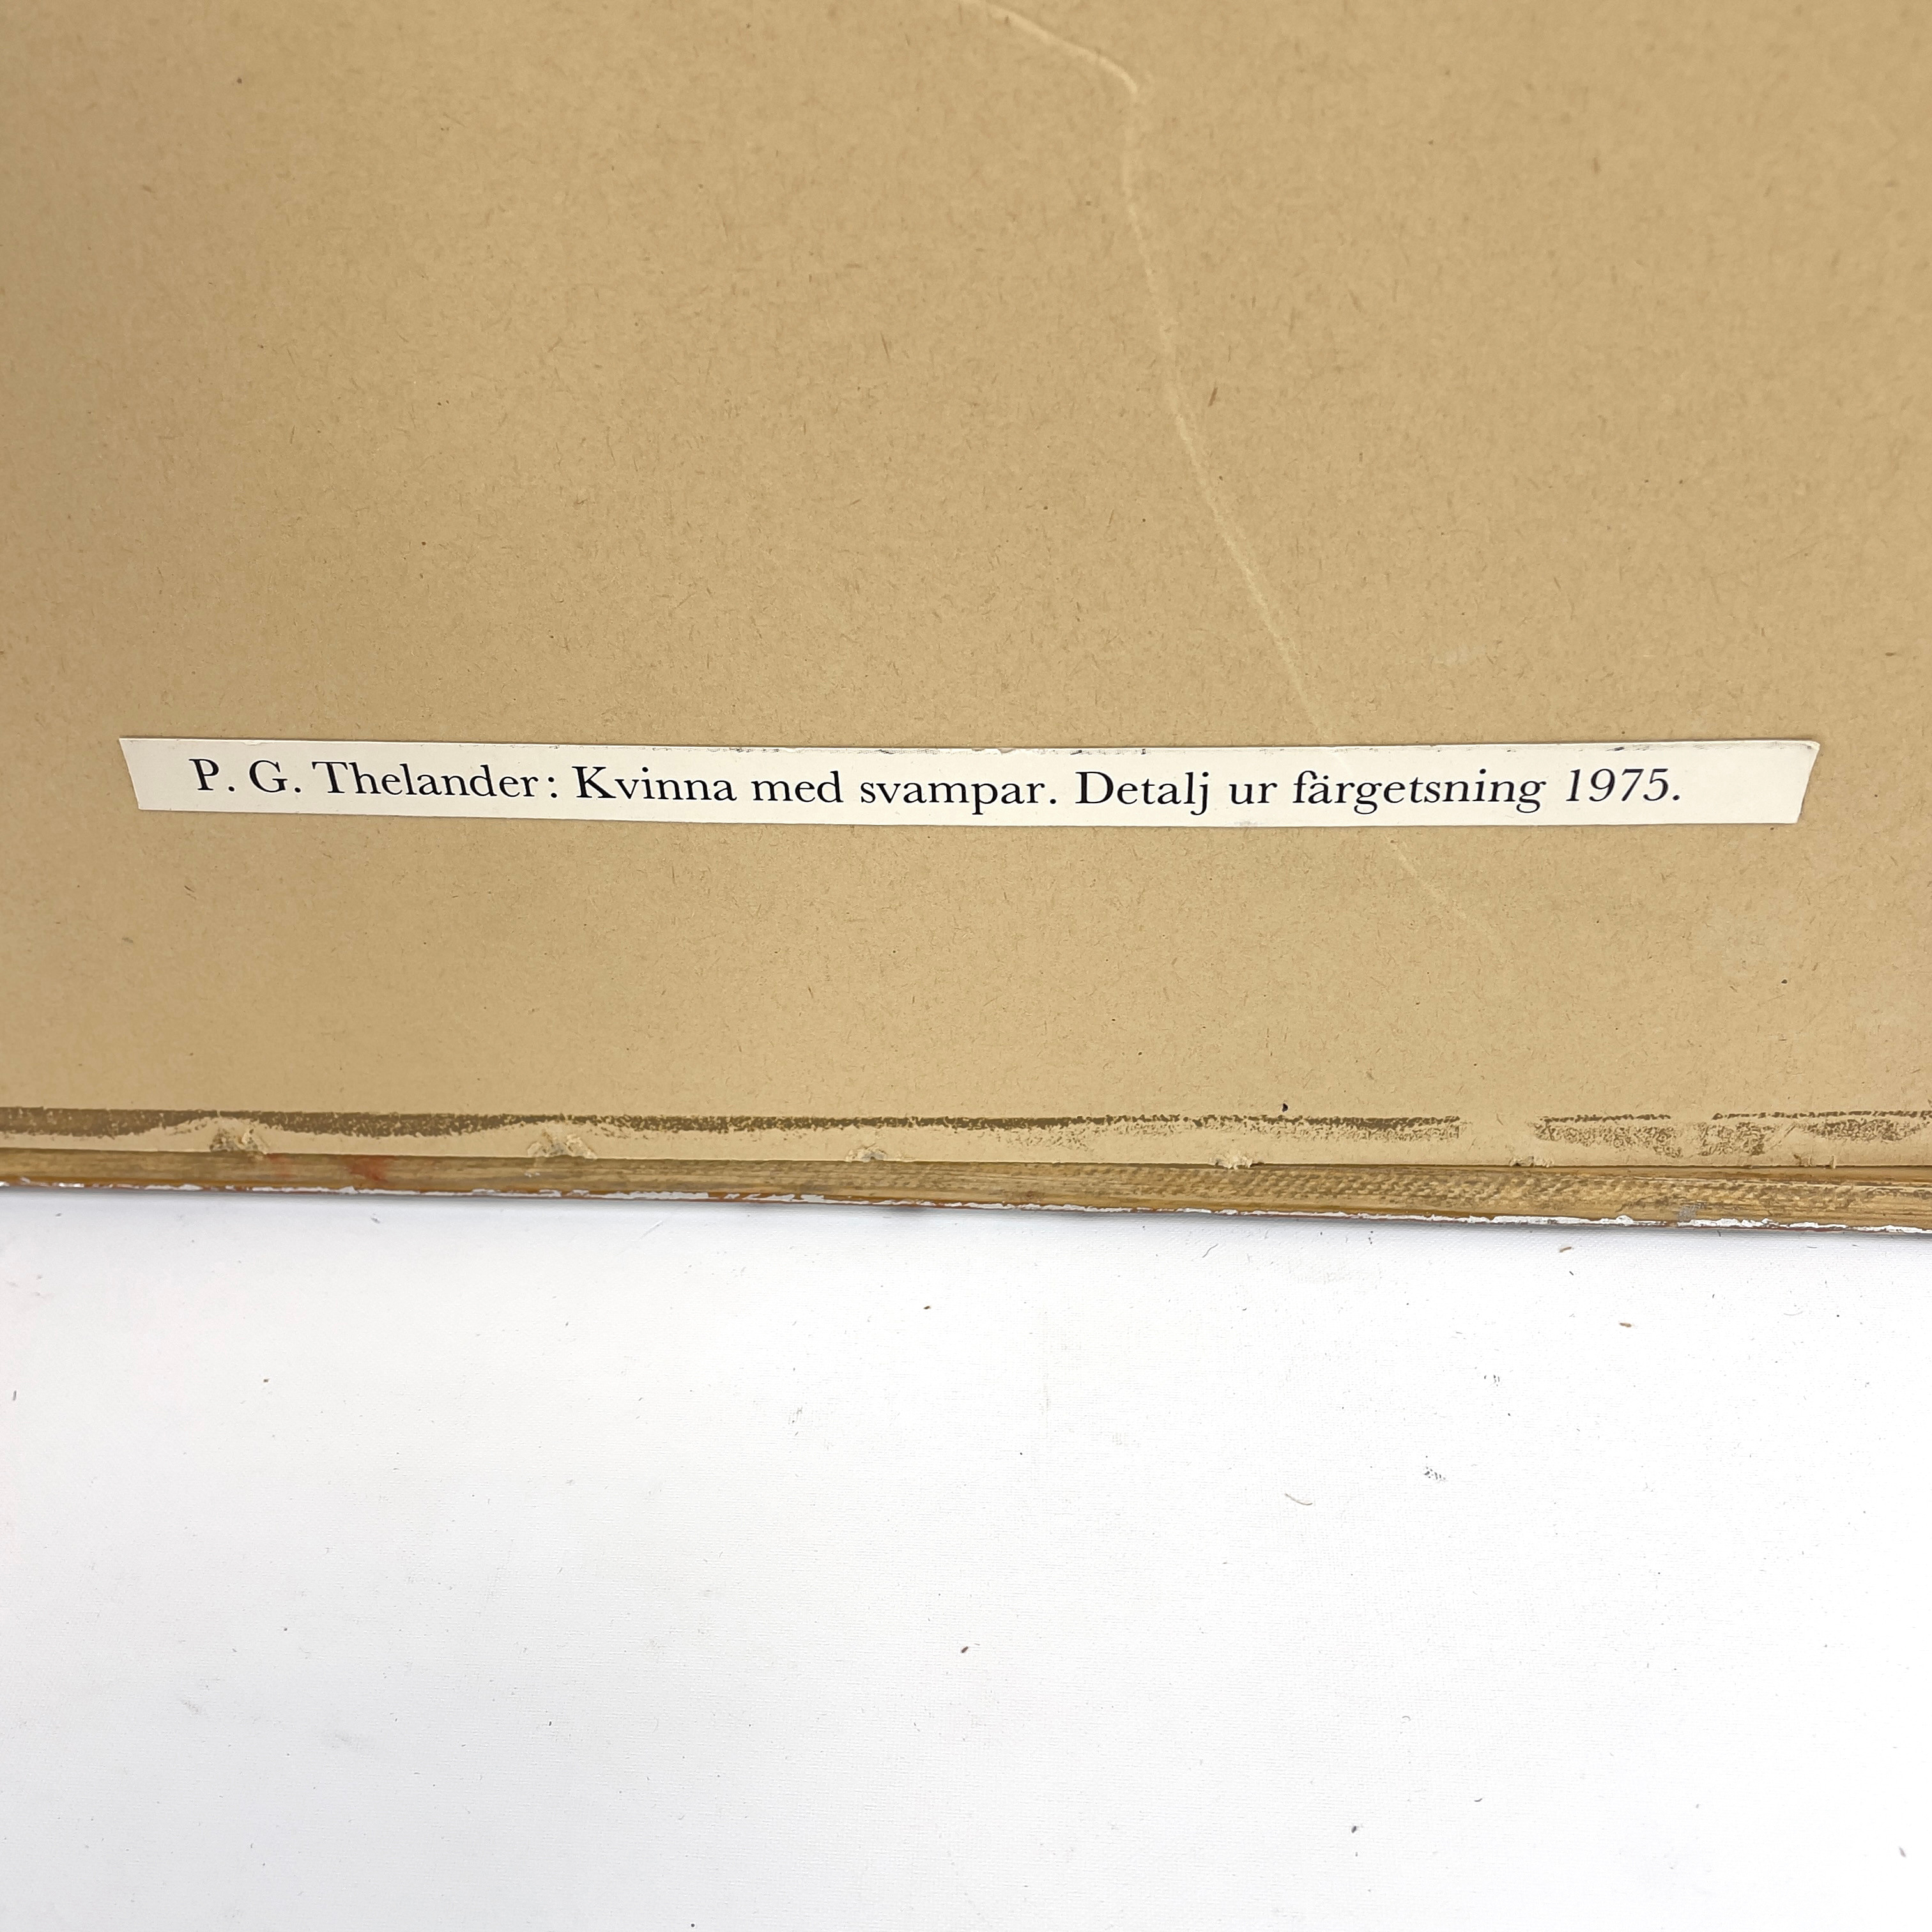 P. G. Thelander: Kvinna med svampar. Detalj ur färgetsning 1975.